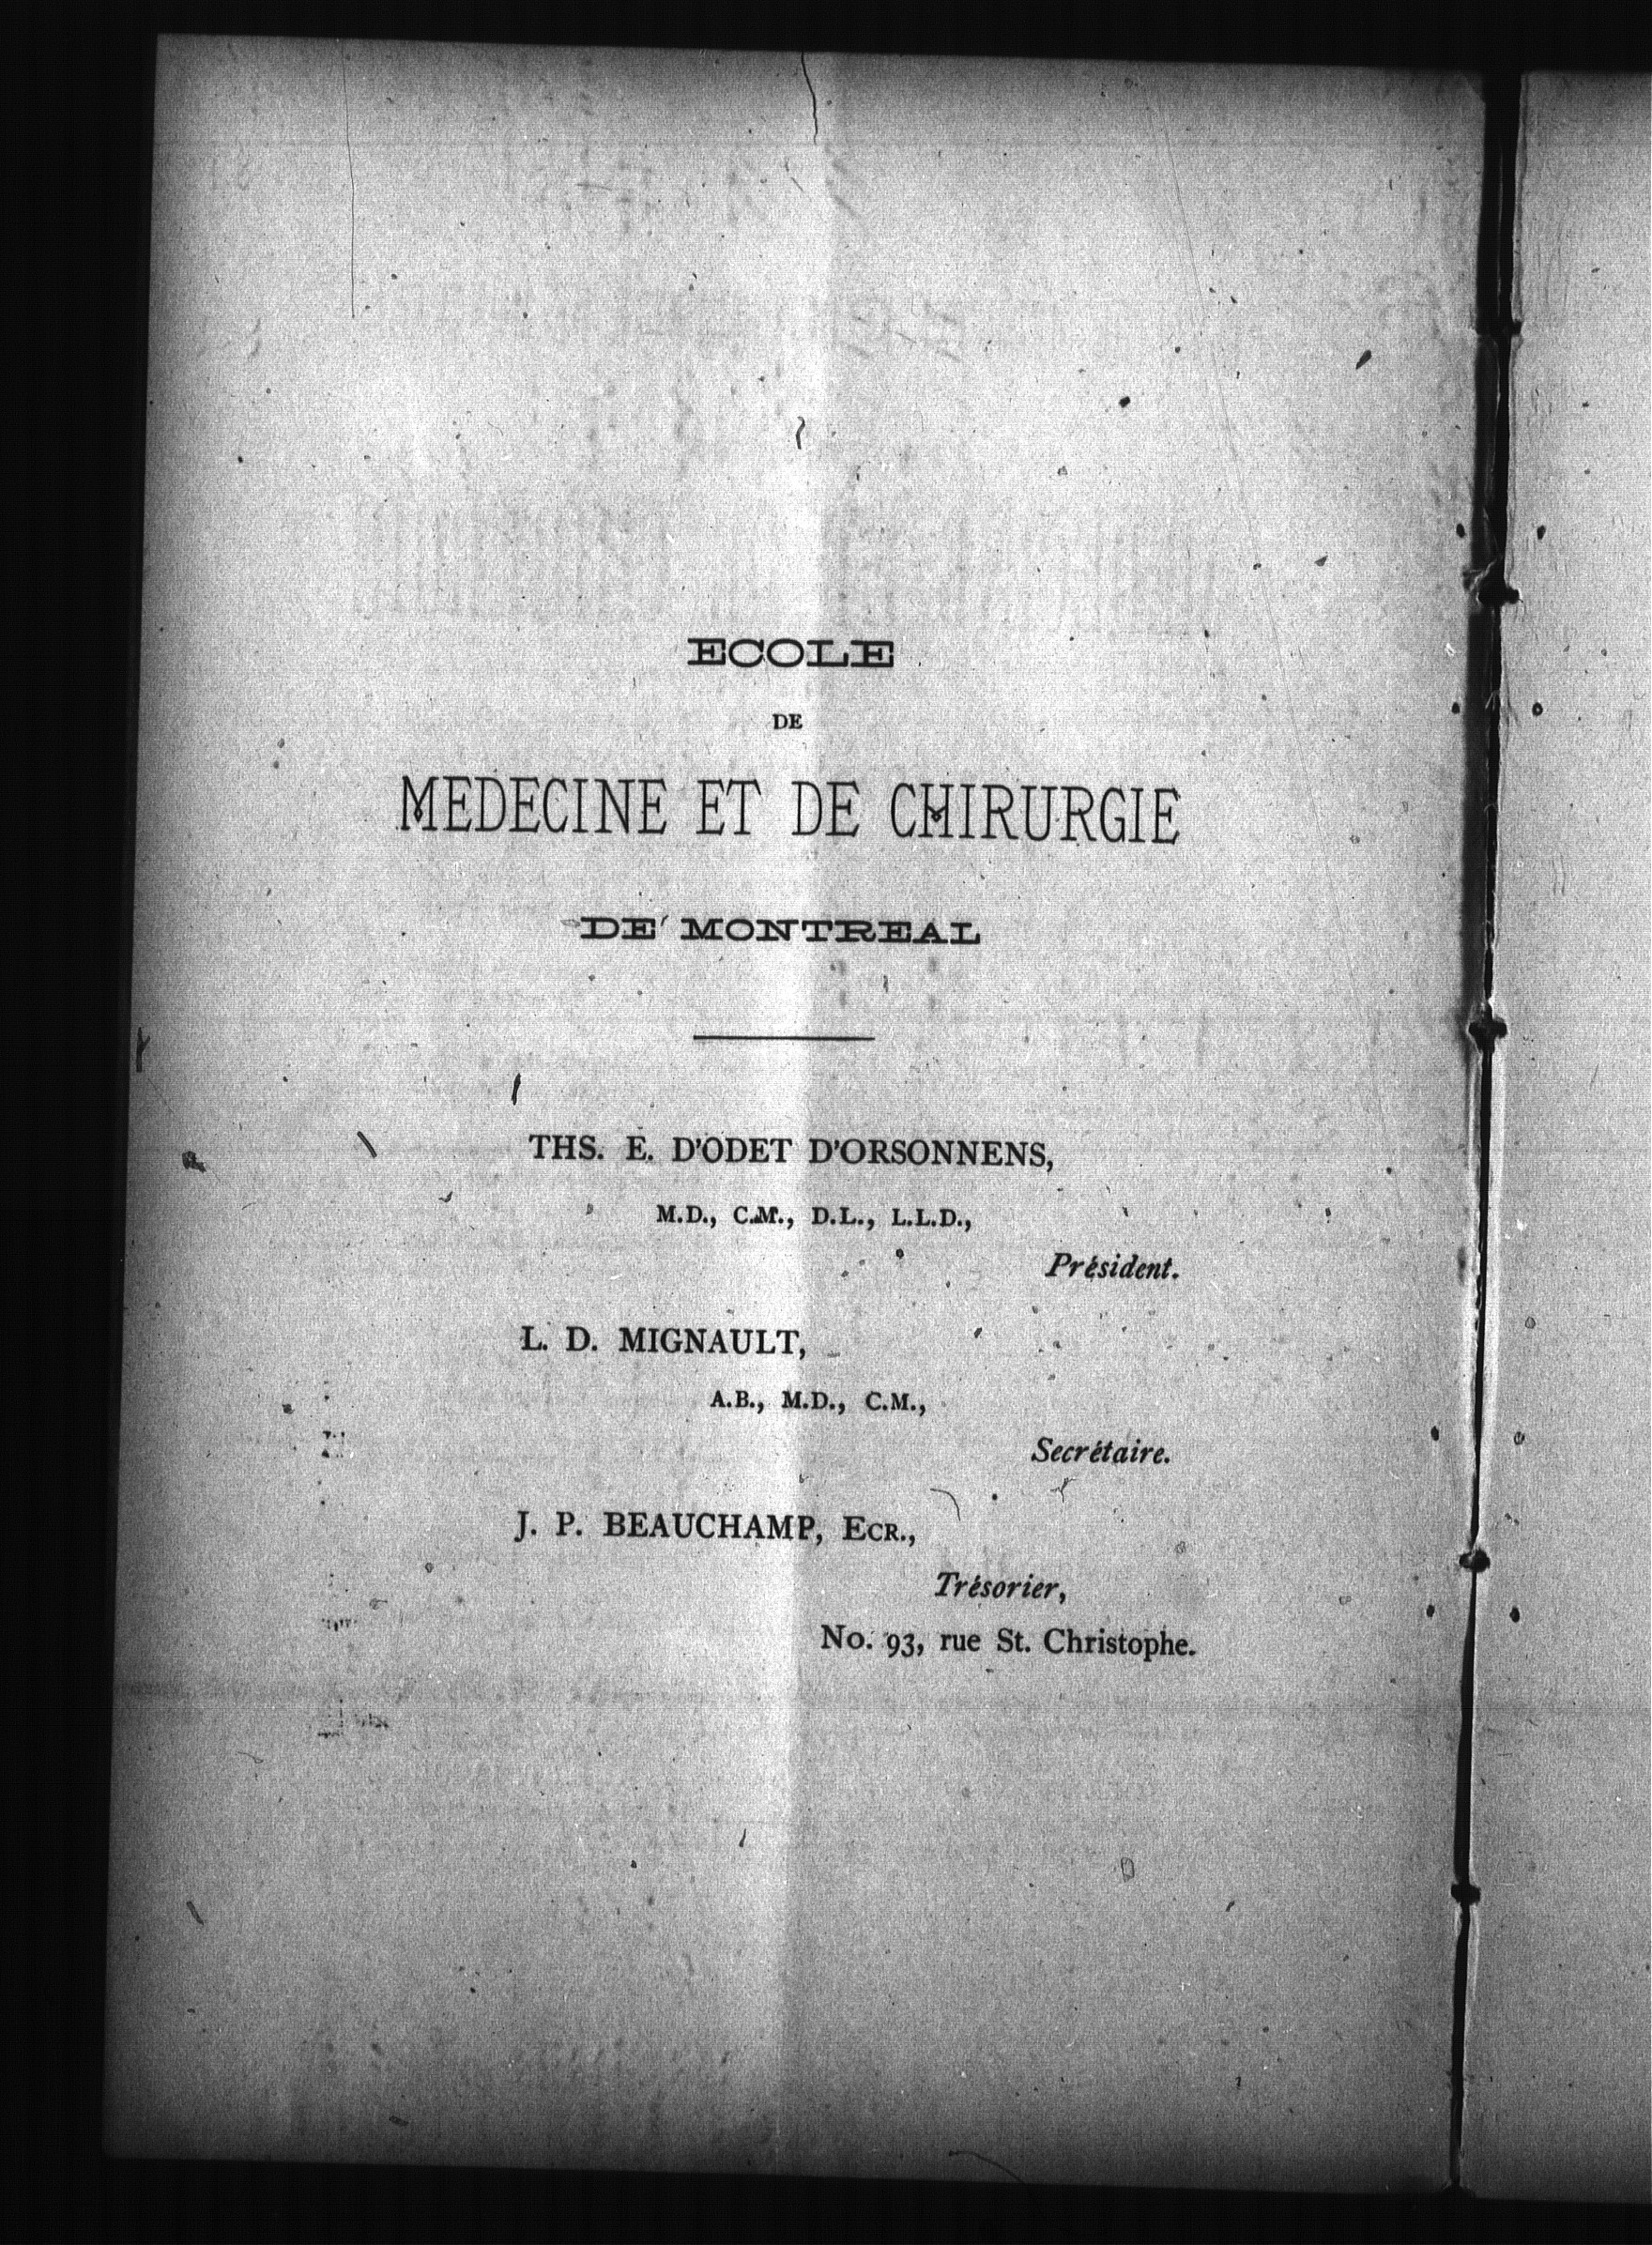 ECOLE
DE
MEDECINE ET DE CHIRURGIE
DE MONTREAL
THS. E. D'ODET D'ORSONNENS,
M.D., C.M., D.L., L.L.D.,
Président.
L. D. MIGNAULT,
A.B., M.D., C.M.,
Secrétaire.
J. P. BEAUCHAMP, ECR.,
Trésorier,
No. 93, rue St. Christophe.